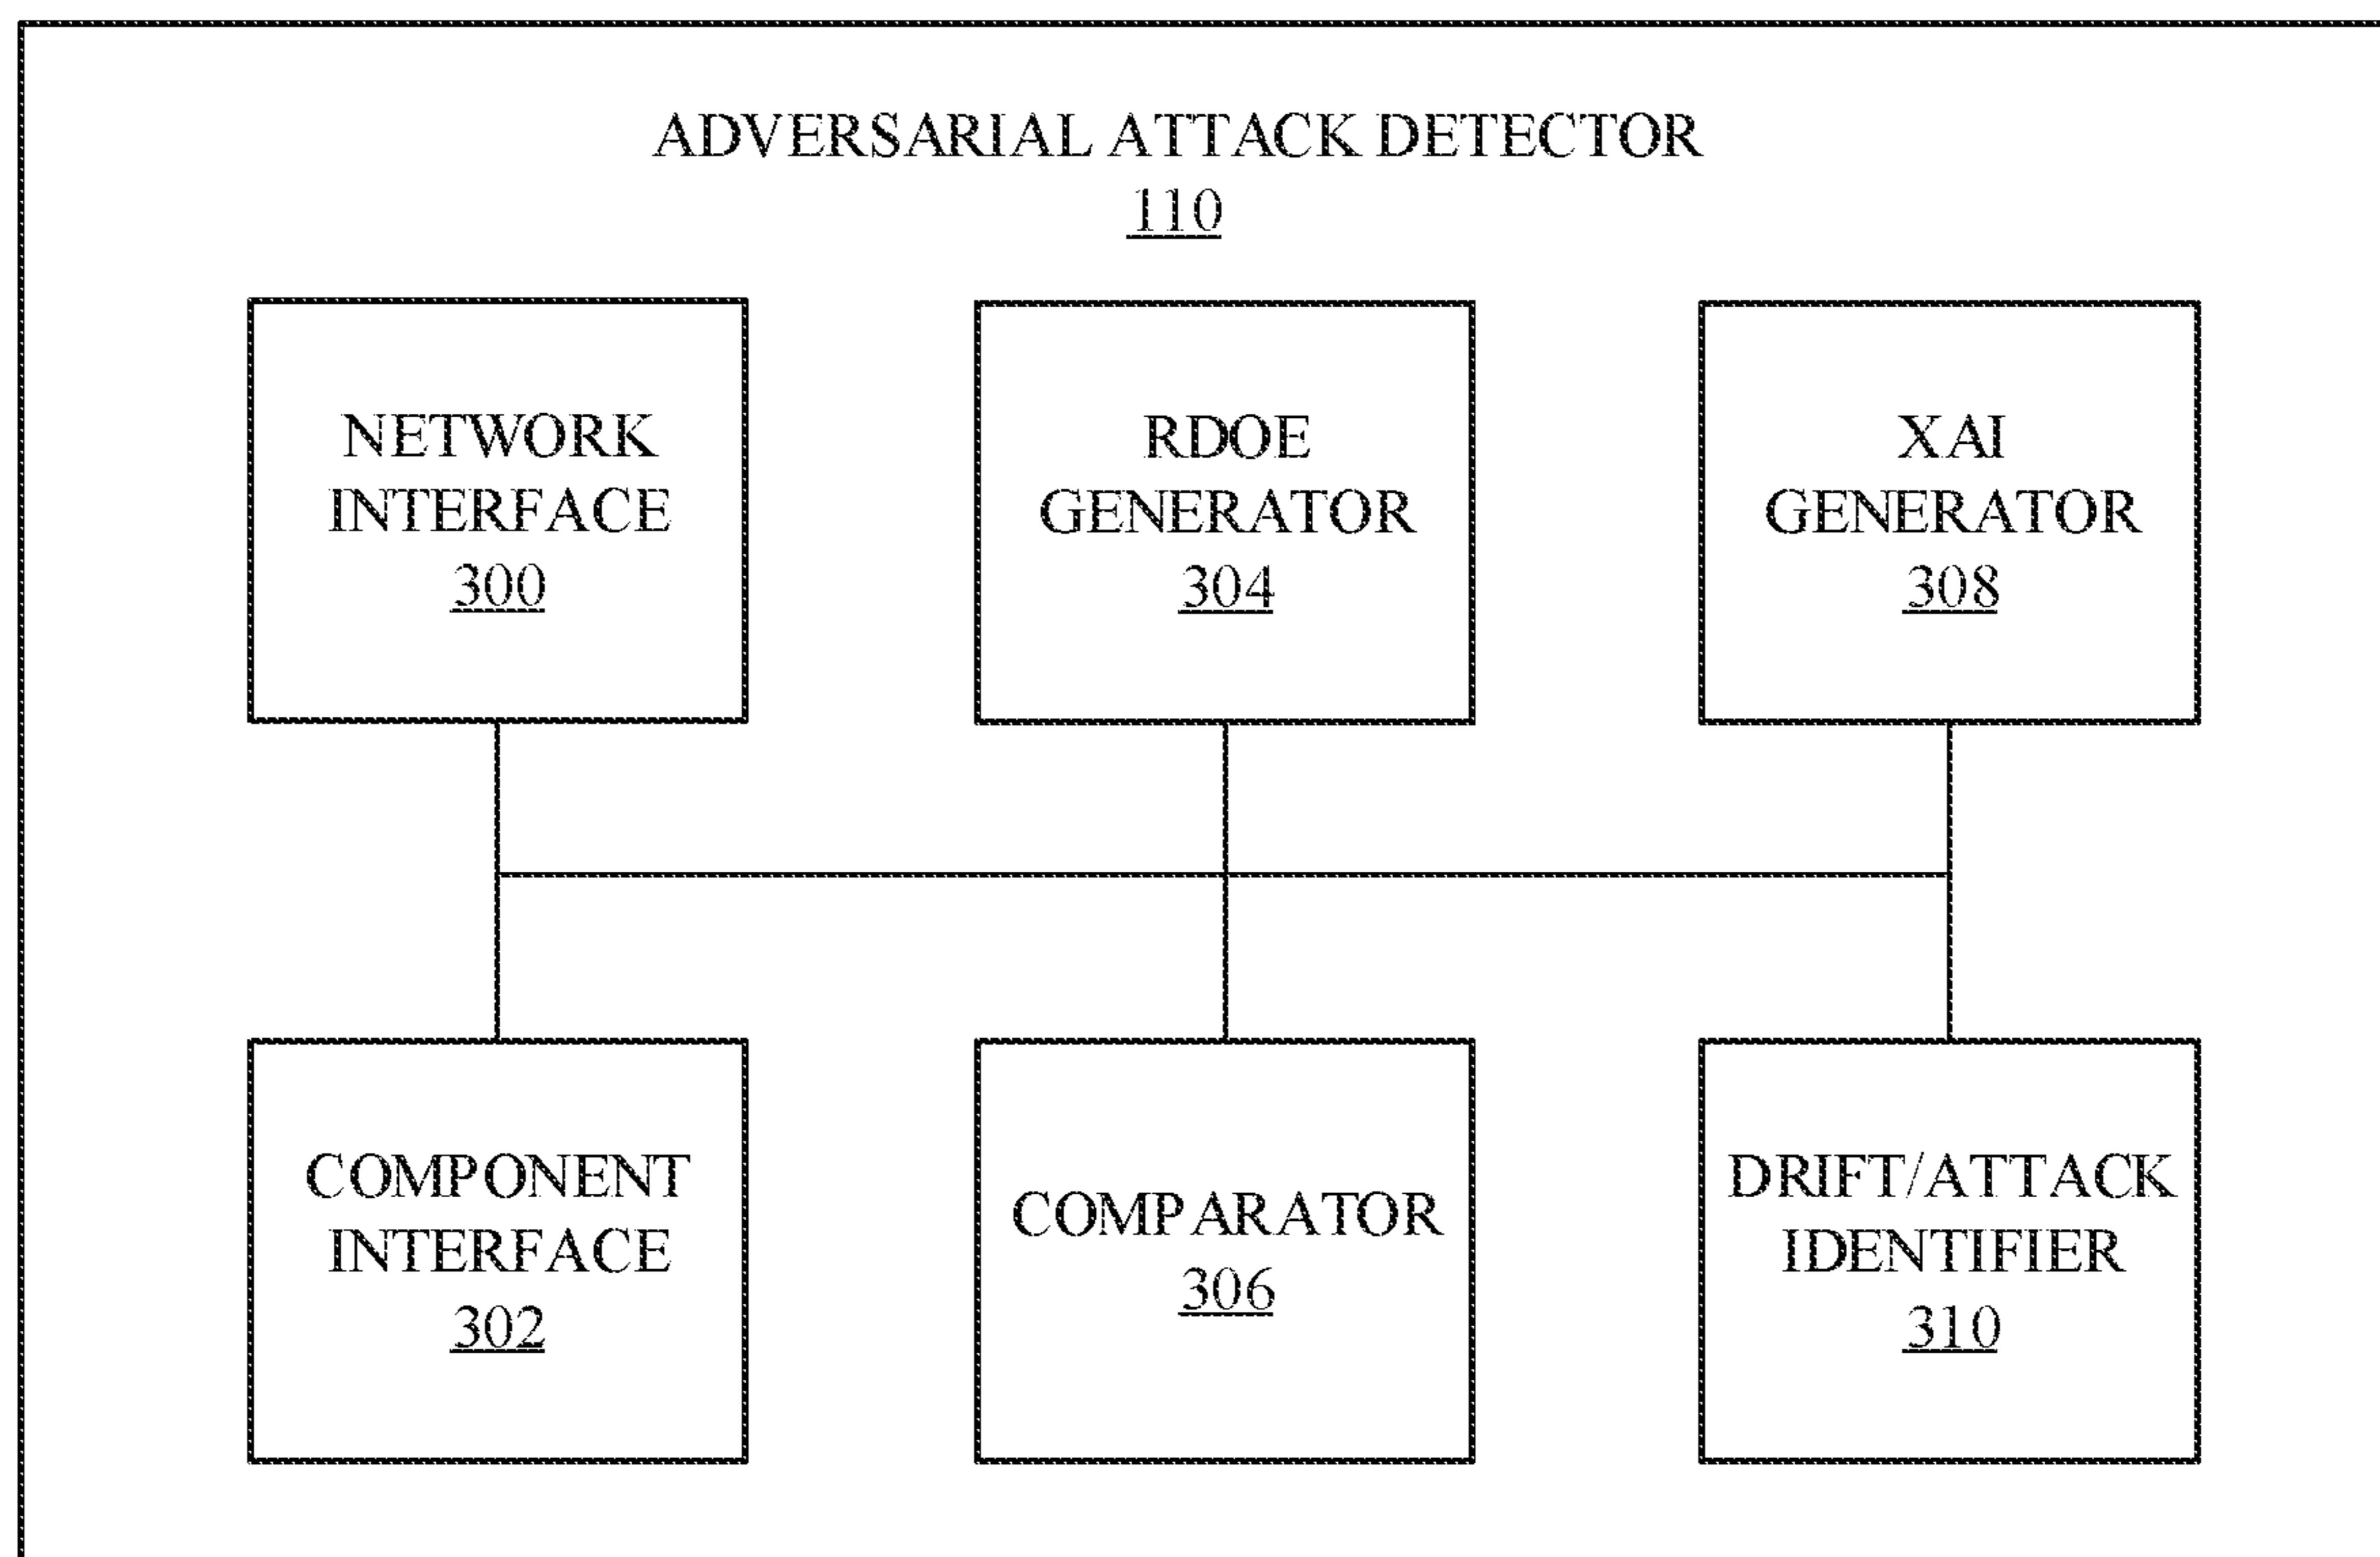 ADVERSARIAL ATTACK DETECTOR
110
NETWORK
INTERFACE
300
RDOE
GENERATOR
304
XAI
GENERATOR
308
COMPONENT
INTERFACE
302
COMPARATOR
306
DRIFT/ATTACK
IDENTIFIER
310